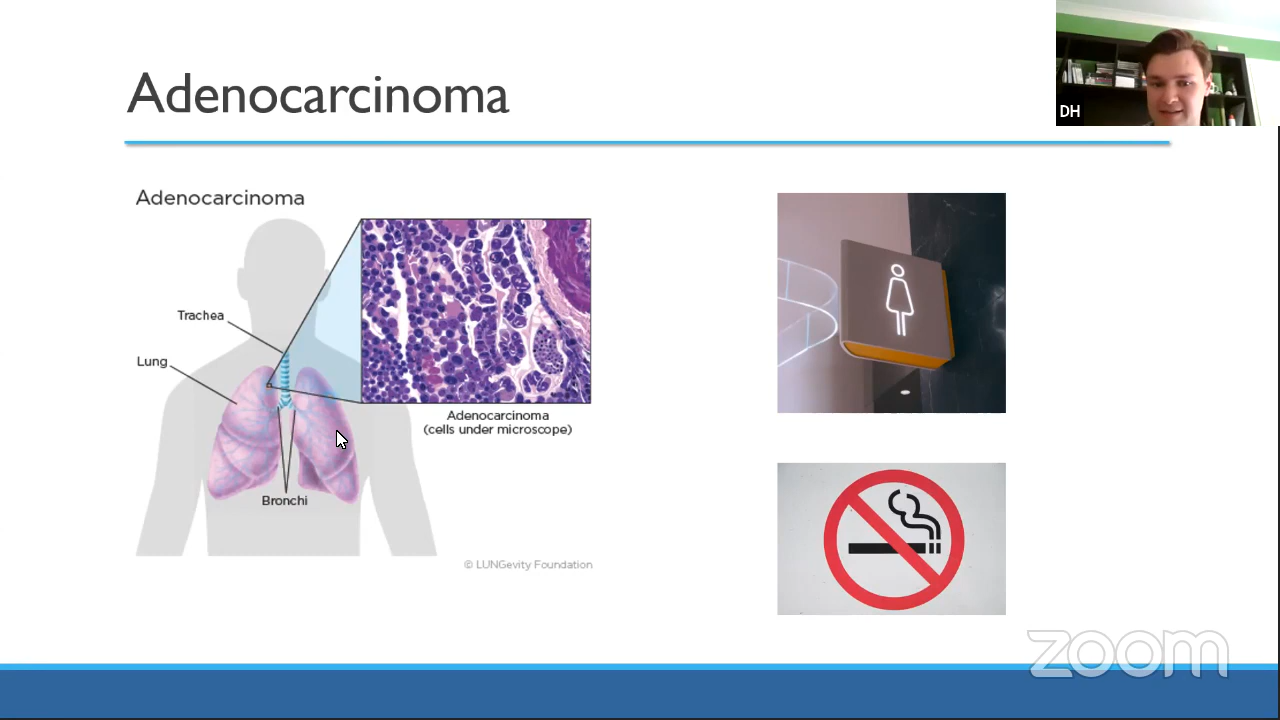 Adenocarcinoma
DH
Adenocarcinoma
Trachea
Lung
Adenocarcinoma
(cells under microscope)
Bronchi
© LUNGevity Foundation
zoom